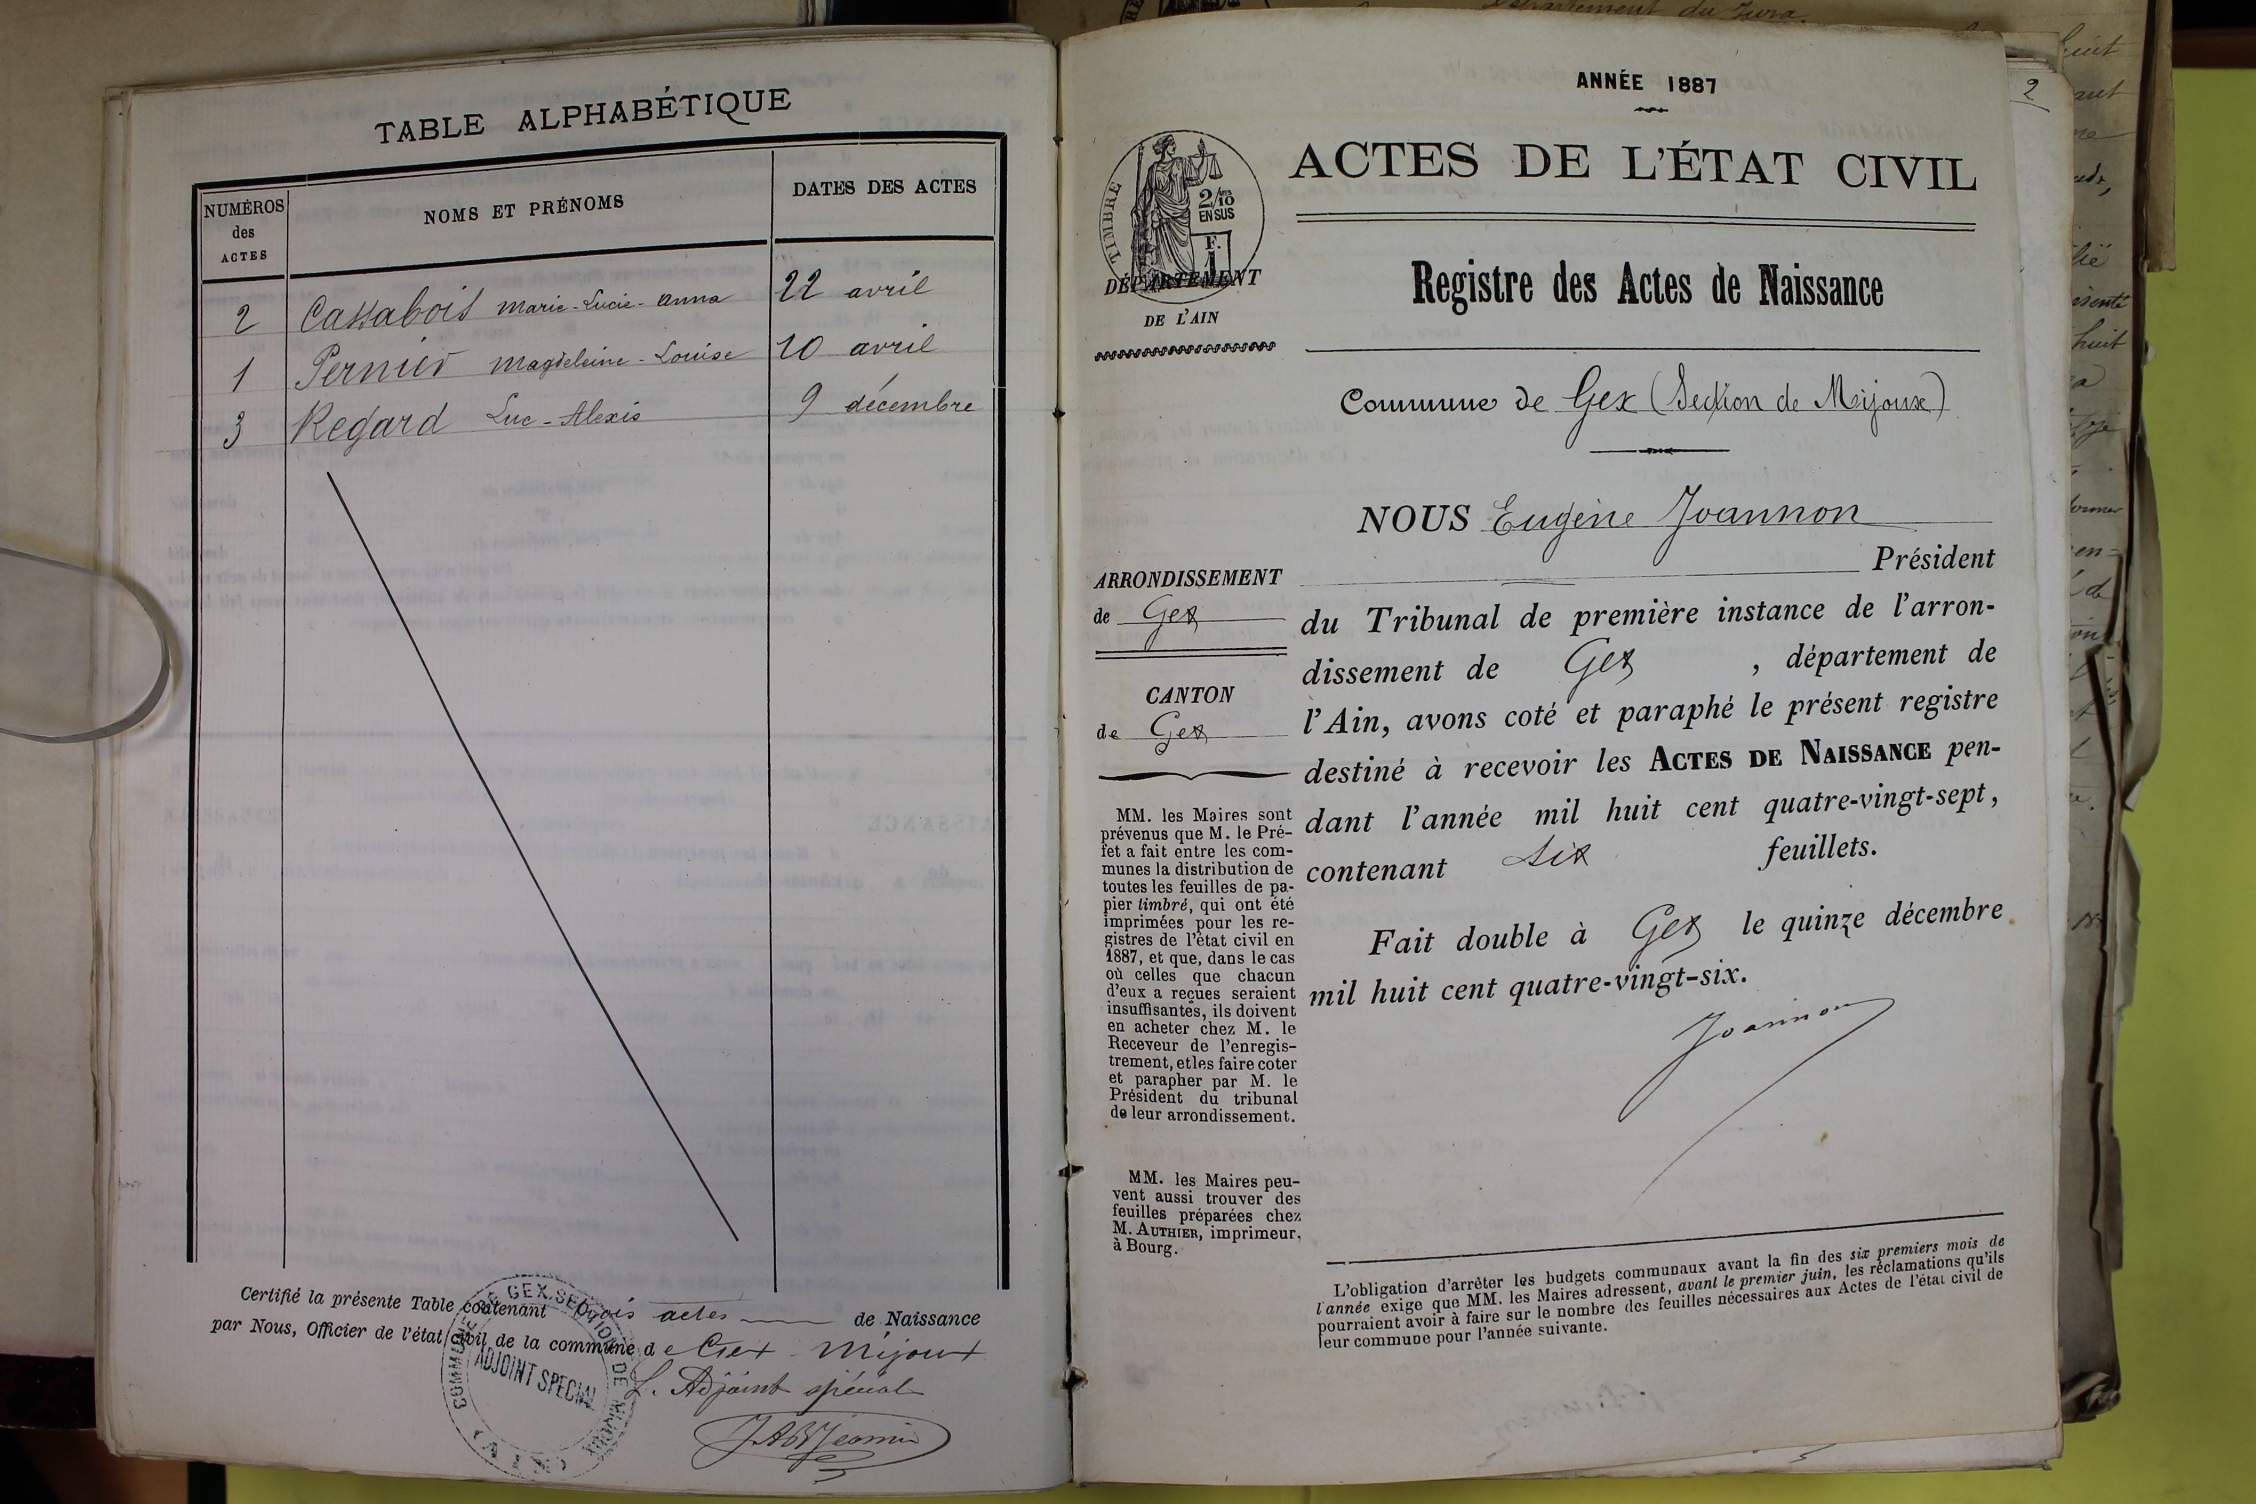 TABLE ALPHABÉTIQUE
NUMÉROS
des
ACTES
NOMS ET PRÉNOMS
DATES DES ACTES
2 Cassabois Marie-Lucie-Anna 22 avril
1 Pernier Magdeleine-Louise 10 avril
3 Regard Luc-Alexis 9 décembre
Certifié la présente Table contenant trois actes de Naissance
par Nous, Officier de l'état civil de la commune de Gex-Mijoux
L'Adjoint spécial
COMMUNE DE GEX. SECTION DE MIJOUX
(AIN)
ADJOINT SPECIAL
2
ANNÉE 1887
ACTES DE L'ÉTAT CIVIL
TIMBRE
2/10
EN SUS
F.
1
DÉPARTEMENT
DE L'AIN
Registre des Actes de Naissance
Commune de Gex (Section de Mijoux)
NOUS Eugène Joannon
Président
du Tribunal de première instance de l'arron-
dissement de Gex, département de
l'Ain, avons coté et paraphé le présent registre
destiné à recevoir les ACTES DE NAISSANCE pen-
dant l'année mil huit cent quatre-vingt-sept,
contenant six feuillets.
Fait double à Gex le quinze décembre
mil huit cent quatre-vingt-six.
Joannon
ARRONDISSEMENT
de Gex
CANTON
de Gex
MM. les Maires sont
prévenus que M. le Pré-
fet a fait entre les com-
munes la distribution de
toutes les feuilles de pa-
pier timbré, qui ont été
imprimées pour les re-
gistres de l'état civil en
1887, et que, dans le cas
où celles que chacun
d'eux a reçues seraient
insuffisantes, ils doivent
en acheter chez M. le
Receveur de l'enregis-
trement, et les faire coter
et parapher par M. le
Président du tribunal
de leur arrondissement.
MM. les Maires peu-
vent aussi trouver des
feuilles préparées chez
M. AUTHIER, imprimeur,
à Bourg.
L'obligation d'arrêter les budgets communaux avant la fin des six premiers mois de
l'année exige que MM. les Maires adressent, avant le premier juin, les réclamations qu'ils
pourraient avoir à faire sur le nombre des feuilles nécessaires aux Actes de l'état civil de
leur commune pour l'année suivante.